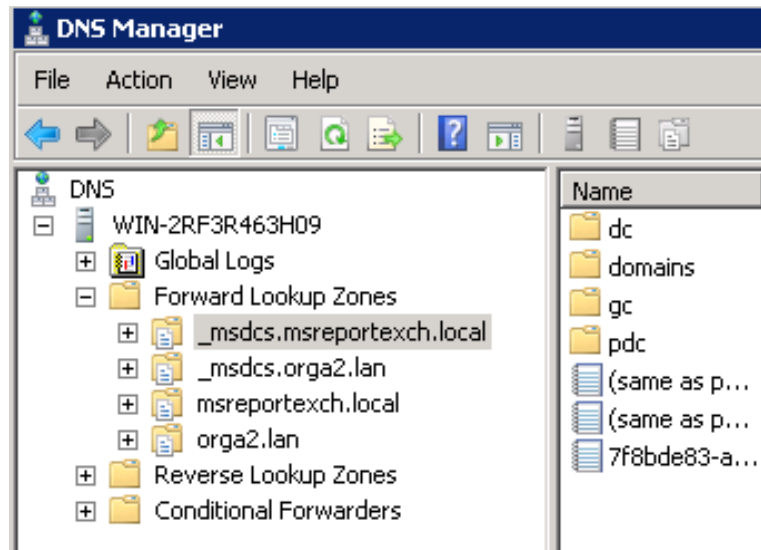 DNS Manager
File Action View Help
DNS
WIN-2RF3R463H09
Global Logs
Forward Lookup Zones
_msdcs.msreportexch.local
_msdcs.orga2.lan
msreportexch.local
orga2.lan
Reverse Lookup Zones
Conditional Forwarders
Name
dc
domains
gc
pdc
(same as p...
(same as p...
7f8bde83-a...